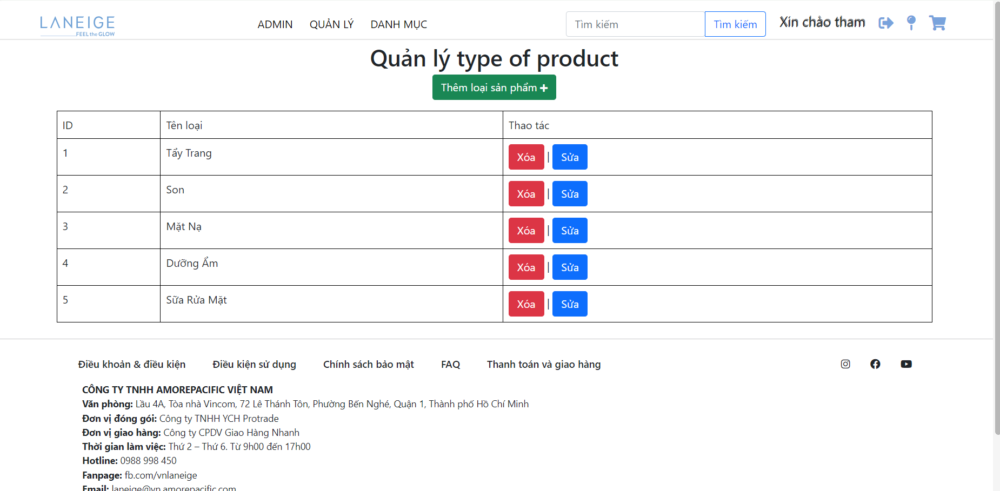 LANEIGE
FEEL the GLOW
ADMIN QUẢN LÝ DANH MỤC
Tìm kiếm Tìm kiếm Xin chào tham
Quản lý type of product
Thêm loại sản phẩm +
ID Tên loại Thao tác
1 Tẩy Trang Xóa | Sửa
2 Son Xóa | Sửa
3 Mặt Nạ Xóa | Sửa
4 Dưỡng Ẩm Xóa | Sửa
5 Sữa Rửa Mặt Xóa | Sửa
Điều khoản & điều kiện Điều kiện sử dụng Chính sách bảo mật FAQ Thanh toán và giao hàng
CÔNG TY TNHH AMOREPACIFIC VIỆT NAM
Văn phòng: Lầu 4A, Tòa nhà Vincom, 72 Lê Thánh Tôn, Phường Bến Nghé, Quận 1, Thành phố Hồ Chí Minh
Đơn vị đóng gói: Công ty TNHH YCH Protrade
Đơn vị giao hàng: Công ty CPDV Giao Hàng Nhanh
Thời gian làm việc: Thứ 2 – Thứ 6. Từ 9h00 đến 17h00
Hotline: 0988 998 450
Fanpage: fb.com/vnlaneige
Email: laneige@vn.amorepacific.com